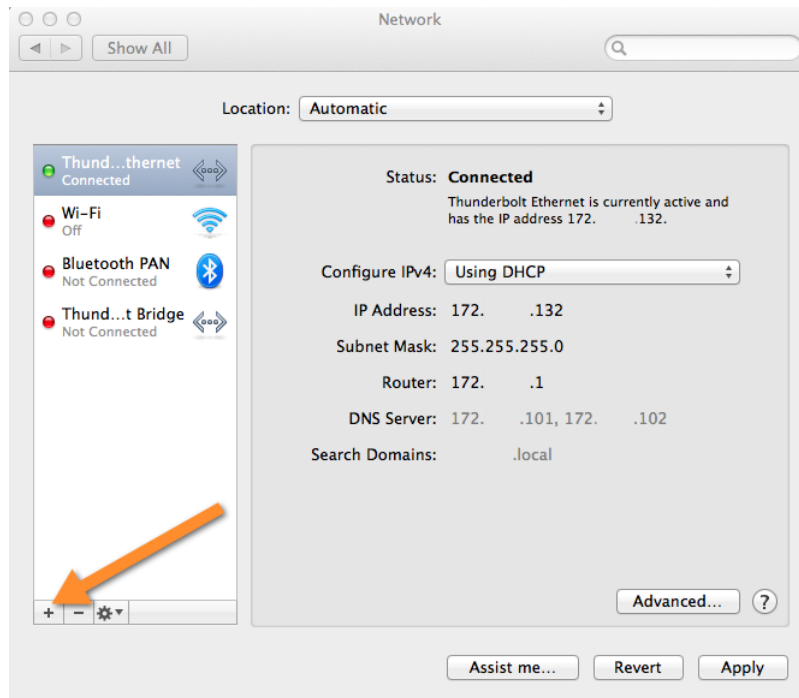 Network
Show All
Location: Automatic
Thund...thernet
Connected
Wi-Fi
Off
Bluetooth PAN
Not Connected
Thund...t Bridge
Not Connected
Status: Connected
Thunderbolt Ethernet is currently active and
has the IP address 172. .132.
Configure IPv4: Using DHCP
IP Address: 172. .132
Subnet Mask: 255.255.255.0
Router: 172. .1
DNS Server: 172. .101, 172. .102
Search Domains: .local
+ −
Advanced... ?
Assist me... Revert Apply